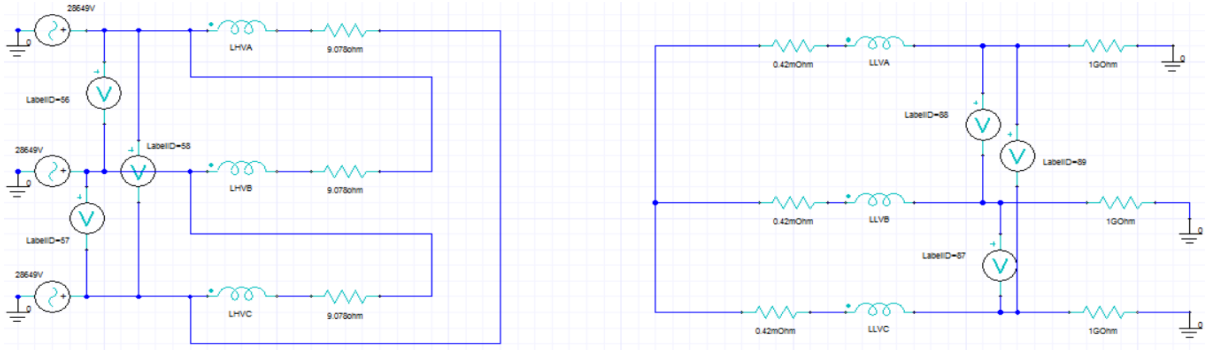 28649V
0
LHVA
9.078ohm
LabelID=56
V
LabelID=58
V
28649V
0
LHVB
9.078ohm
V
LabelID=57
28649V
0
LHVC
9.078ohm
0.42mOhm
LLVA
1GOhm
0
LabelID=88
V
V
LabelID=89
0.42mOhm
LLVB
1GOhm
0
LabelID=87
V
0.42mOhm
LLVC
1GOhm
0